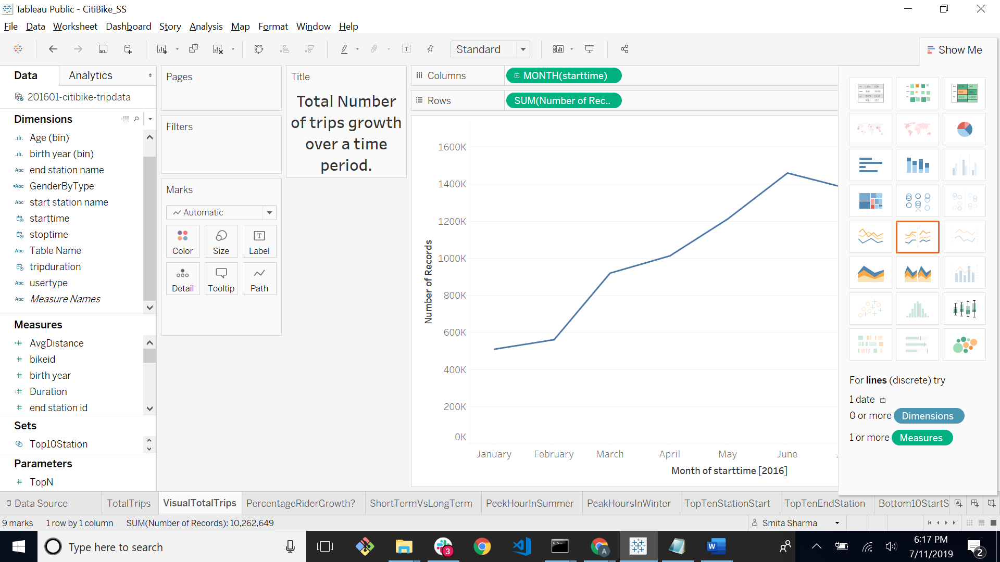 Tableau Public - CitiBike_SS
File Data Worksheet Dashboard Story Analysis Map Format Window Help
Standard
Show Me
Data Analytics
201601-citibike-tripdata
Dimensions
Age (bin)
birth year (bin)
Abc end station name
=Abc GenderByType
Abc start station name
starttime
stoptime
Abc Table Name
tripduration
Abc usertype
Abc Measure Names
Measures
AvgDistance
bikeid
birth year
Duration
end station id
Sets
Top10Station
Parameters
TopN
Pages
Filters
Marks
Automatic
Color Size Label
Detail Tooltip Path
Title
Total Number
of trips growth
over a time
period.
Columns MONTH(starttime)
Rows SUM(Number of Rec..
1600K
1400K
1200K
1000K
800K
600K
400K
200K
0K
Number of Records
January February March April May June
Month of starttime [2016]
For lines (discrete) try
1 date
0 or more Dimensions
1 or more Measures
Data Source TotalTrips VisualTotalTrips PercentageRiderGrowth? ShortTermVsLongTerm PeekHourInSummer PeakHoursInWinter TopTenStationStart TopTenEndStation Bottom10StartS
9 marks 1 row by 1 column SUM(Number of Records): 10,262,649 Smita Sharma
Type here to search
3
A
W
6:17 PM
7/11/2019
2